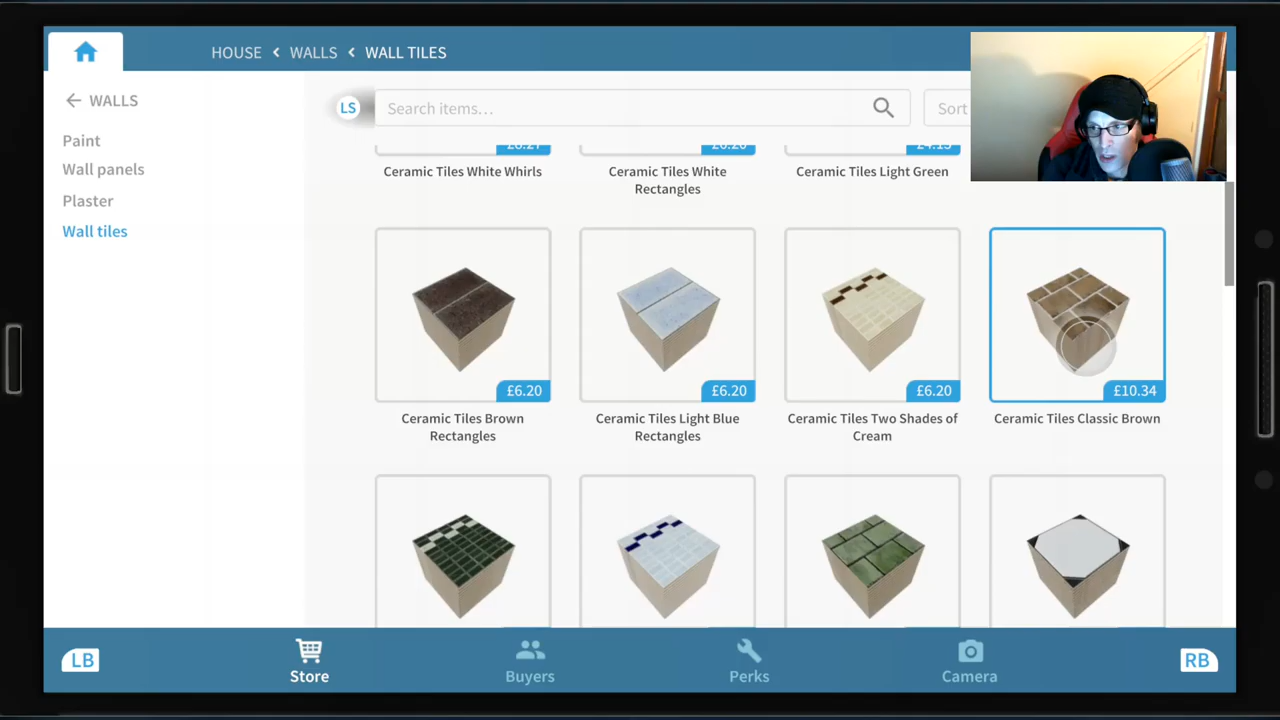 HOUSE < WALLS < WALL TILES
WALLS
LS
Search items...
Sort
Paint
Wall panels
Plaster
Wall tiles
Ceramic Tiles White Whirls
Ceramic Tiles White
Rectangles
Ceramic Tiles Light Green
£6.20
£6.20
£6.20
£10.34
Ceramic Tiles Brown
Rectangles
Ceramic Tiles Light Blue
Rectangles
Ceramic Tiles Two Shades of
Cream
Ceramic Tiles Classic Brown
LB
Store
Buyers
Perks
Camera
RB